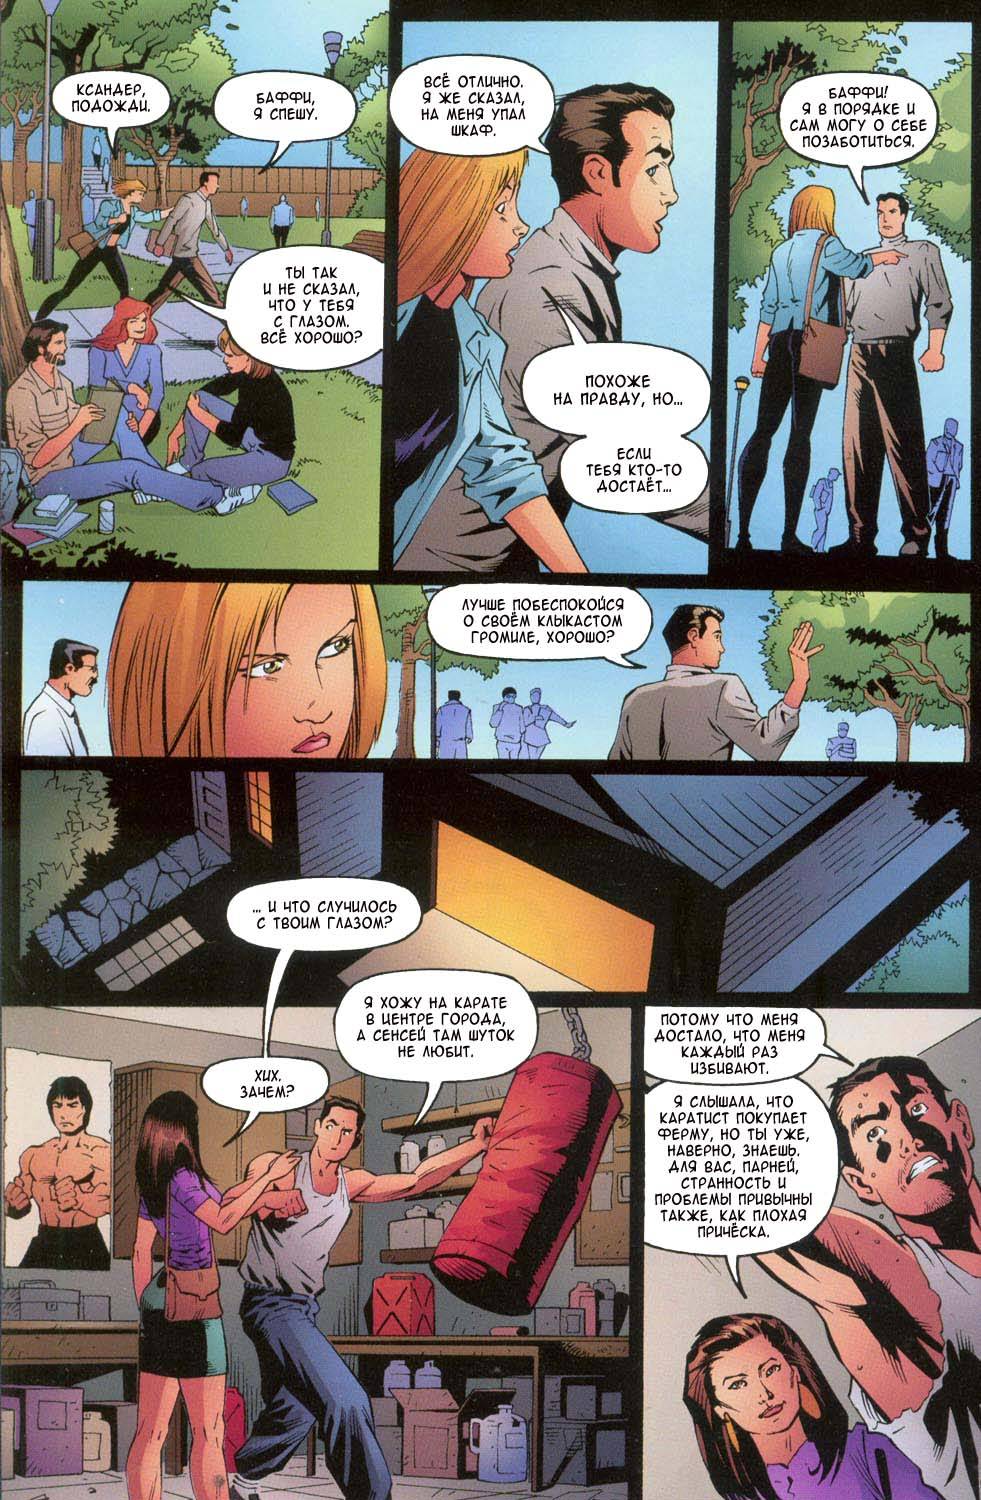 КСАНДЕР,
ПОДОЖДИ.
БАФФИ,
Я СПЕШУ.
ТЫ ТАК
И НЕ СКАЗАЛ,
ЧТО У ТЕБЯ
С ГЛАЗОМ.
ВСЁ ХОРОШО?
ВСЁ ОТЛИЧНО.
Я ЖЕ СКАЗАЛ,
НА МЕНЯ УПАЛ
ШКАФ.
ПОХОЖЕ
НА ПРАВДУ, НО...
ЕСЛИ
ТЕБЯ КТО-ТО
ДОСТАЁТ...
БАФФИ!
Я В ПОРЯДКЕ И
САМ МОГУ О СЕБЕ
ПОЗАБОТИТЬСЯ.
ЛУЧШЕ ПОБЕСПОКОЙСЯ
О СВОЁМ КЛЫКАСТОМ
ГРОМИЛЕ, ХОРОШО?
... И ЧТО СЛУЧИЛОСЬ
С ТВОИМ ГЛАЗОМ?
Я ХОЖУ НА КАРАТЕ
В ЦЕНТРЕ ГОРОДА,
А СЕНСЕЙ ТАМ ШУТОК
НЕ ЛЮБИТ.
ХИХ.
ЗАЧЕМ?
ПОТОМУ ЧТО МЕНЯ
ДОСТАЛО, ЧТО МЕНЯ
КАЖДЫЙ РАЗ
ИЗБИВАЮТ.
Я СЛЫШАЛА, ЧТО
КАРАТИСТ ПОКУПАЕТ
ФЕРМУ, НО ТЫ УЖЕ,
НАВЕРНО, ЗНАЕШЬ.
ДЛЯ ВАС, ПАРНЕЙ,
СТРАННОСТЬ И
ПРОБЛЕМЫ ПРИВЫЧНЫ
ТАКЖЕ, КАК ПЛОХАЯ
ПРИЧЁСКА.